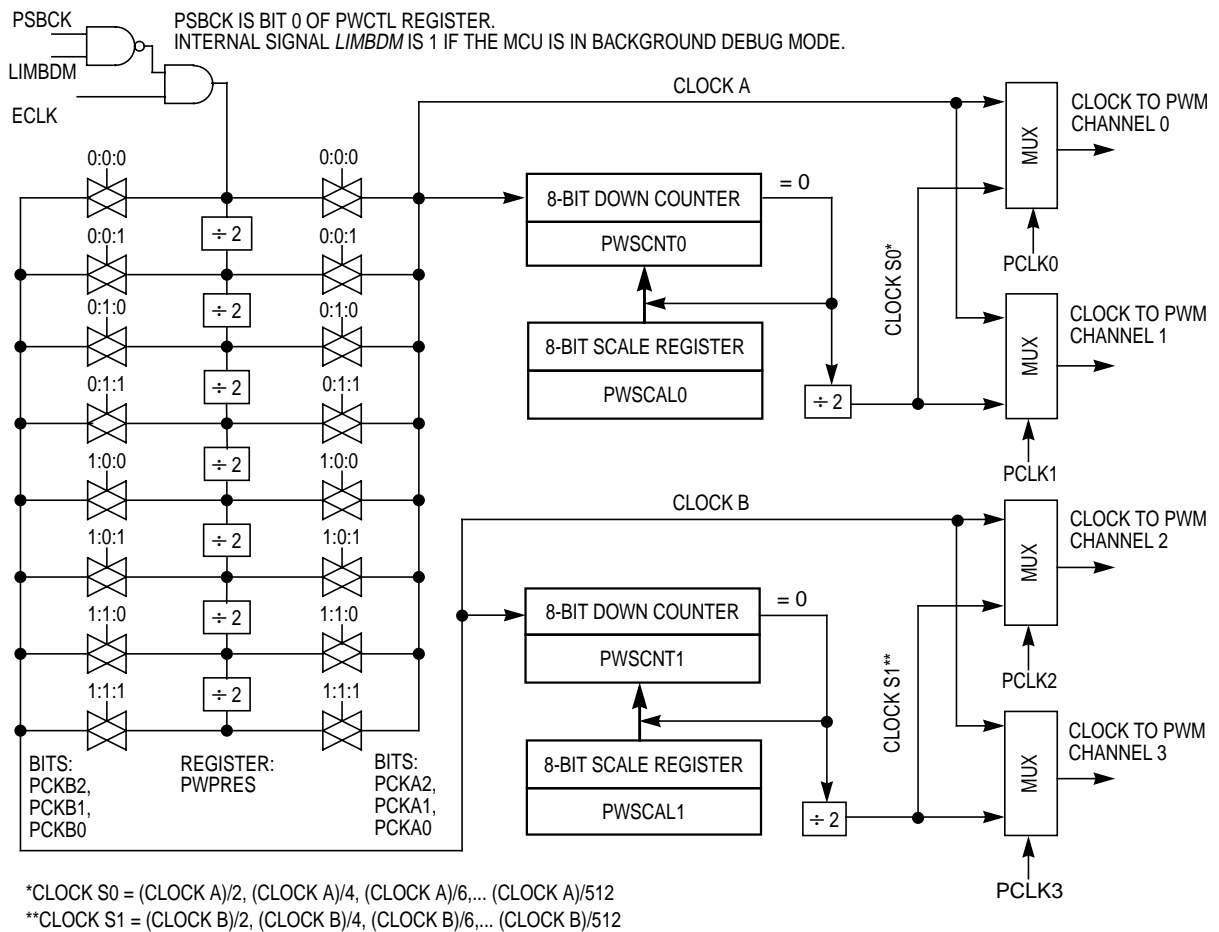 PSBCK
PSBCK IS BIT 0 OF PWCTL REGISTER.
INTERNAL SIGNAL LIMBDM IS 1 IF THE MCU IS IN BACKGROUND DEBUG MODE.
LIMBDM
ECLK
CLOCK A
CLOCK TO PWM
CHANNEL 0
MUX
PCLK0
0:0:0
0:0:0
÷ 2
0:0:1
0:0:1
÷ 2
0:1:0
0:1:0
÷ 2
0:1:1
0:1:1
÷ 2
1:0:0
1:0:0
÷ 2
1:0:1
1:0:1
÷ 2
1:1:0
1:1:0
÷ 2
1:1:1
1:1:1
8-BIT DOWN COUNTER
= 0
PWSCNT0
8-BIT SCALE REGISTER
PWSCAL0
÷ 2
CLOCK S0*
CLOCK TO PWM
CHANNEL 1
MUX
PCLK1
CLOCK B
CLOCK TO PWM
CHANNEL 2
MUX
PCLK2
8-BIT DOWN COUNTER
= 0
PWSCNT1
8-BIT SCALE REGISTER
PWSCAL1
÷ 2
CLOCK S1**
CLOCK TO PWM
CHANNEL 3
MUX
PCLK3
BITS:
PCKB2,
PCKB1,
PCKB0
REGISTER:
PWPRES
BITS:
PCKA2,
PCKA1,
PCKA0
*CLOCK S0 = (CLOCK A)/2, (CLOCK A)/4, (CLOCK A)/6,... (CLOCK A)/512
**CLOCK S1 = (CLOCK B)/2, (CLOCK B)/4, (CLOCK B)/6,... (CLOCK B)/512